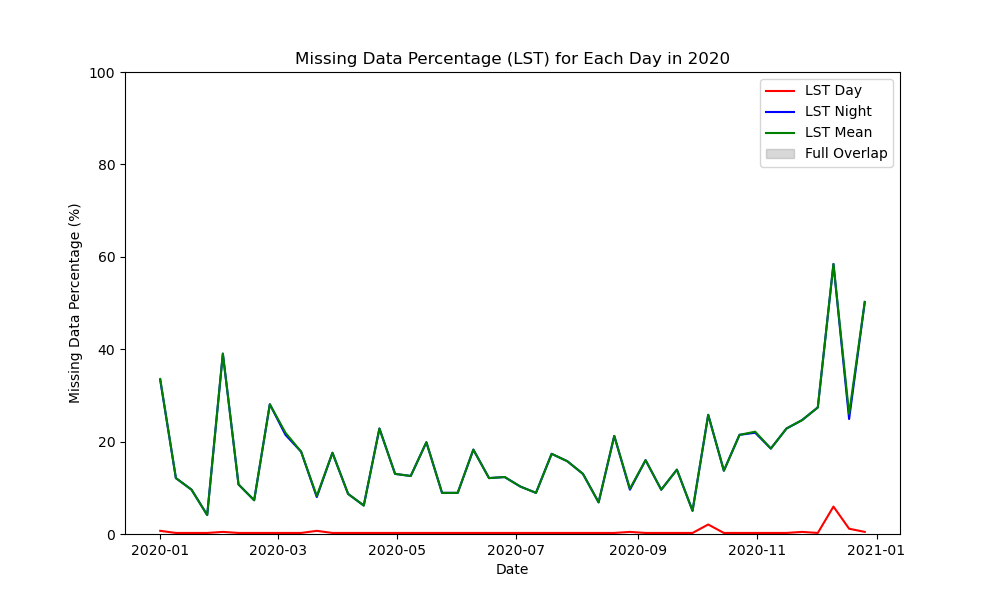 Missing Data Percentage (LST) for Each Day in 2020
100
80
60
40
20
0
Missing Data Percentage (%)
LST Day
LST Night
LST Mean
Full Overlap
2020-01
2020-03
2020-05
2020-07
2020-09
2020-11
2021-01
Date